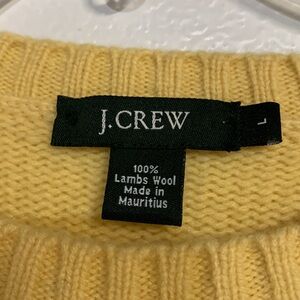 J.CREW
L
100%
Lambs Wool
Made in
Mauritius